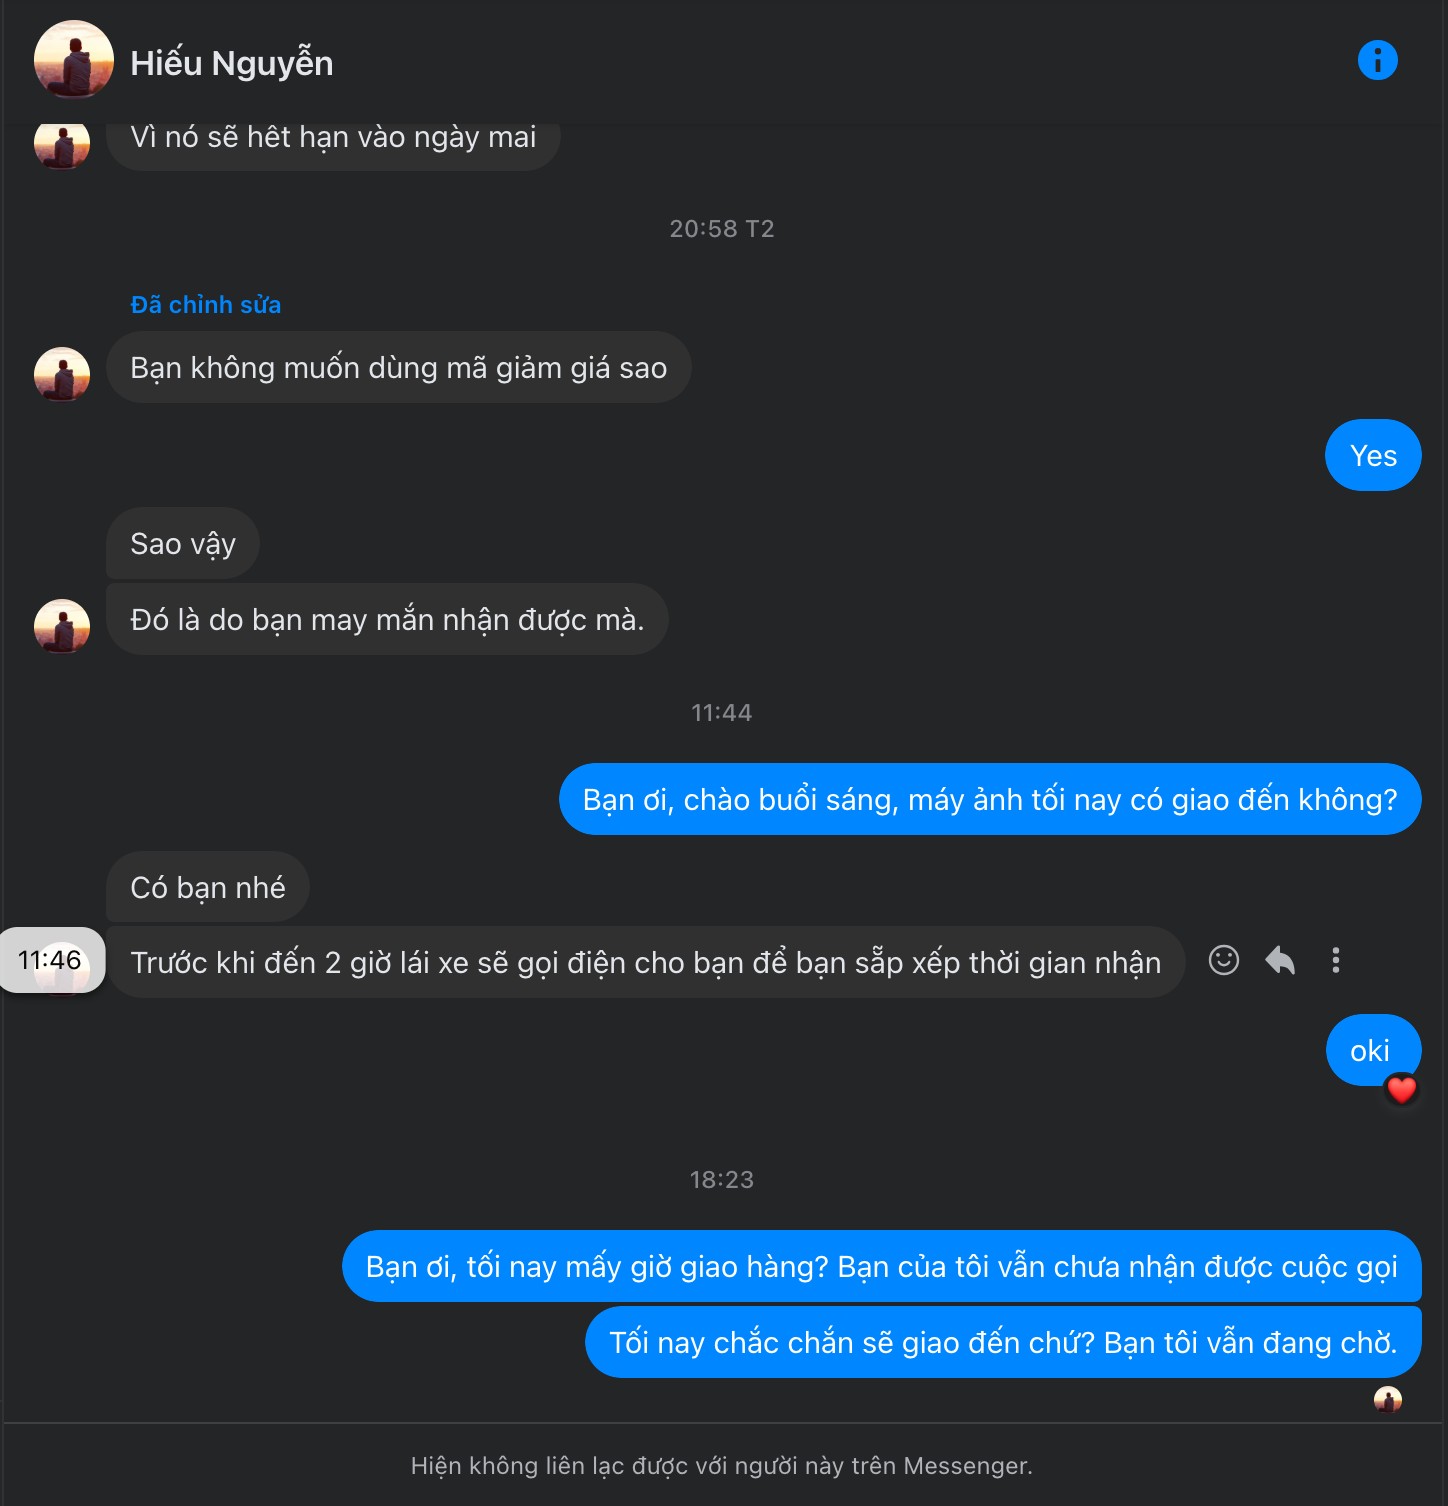 Hiếu Nguyễn
Vì nó sẽ hết hạn vào ngày mai
20:58 T2
Đã chỉnh sửa
Bạn không muốn dùng mã giảm giá sao
Yes
Sao vậy
Đó là do bạn may mắn nhận được mà.
11:44
Bạn ơi, chào buổi sáng, máy ảnh tối nay có giao đến không?
Có bạn nhé
11:46
Trước khi đến 2 giờ lái xe sẽ gọi điện cho bạn để bạn sẵp xếp thời gian nhận
oki
18:23
Bạn ơi, tối nay mấy giờ giao hàng? Bạn của tôi vẫn chưa nhận được cuộc gọi
Tối nay chắc chắn sẽ giao đến chứ? Bạn tôi vẫn đang chờ.
Hiện không liên lạc được với người này trên Messenger.